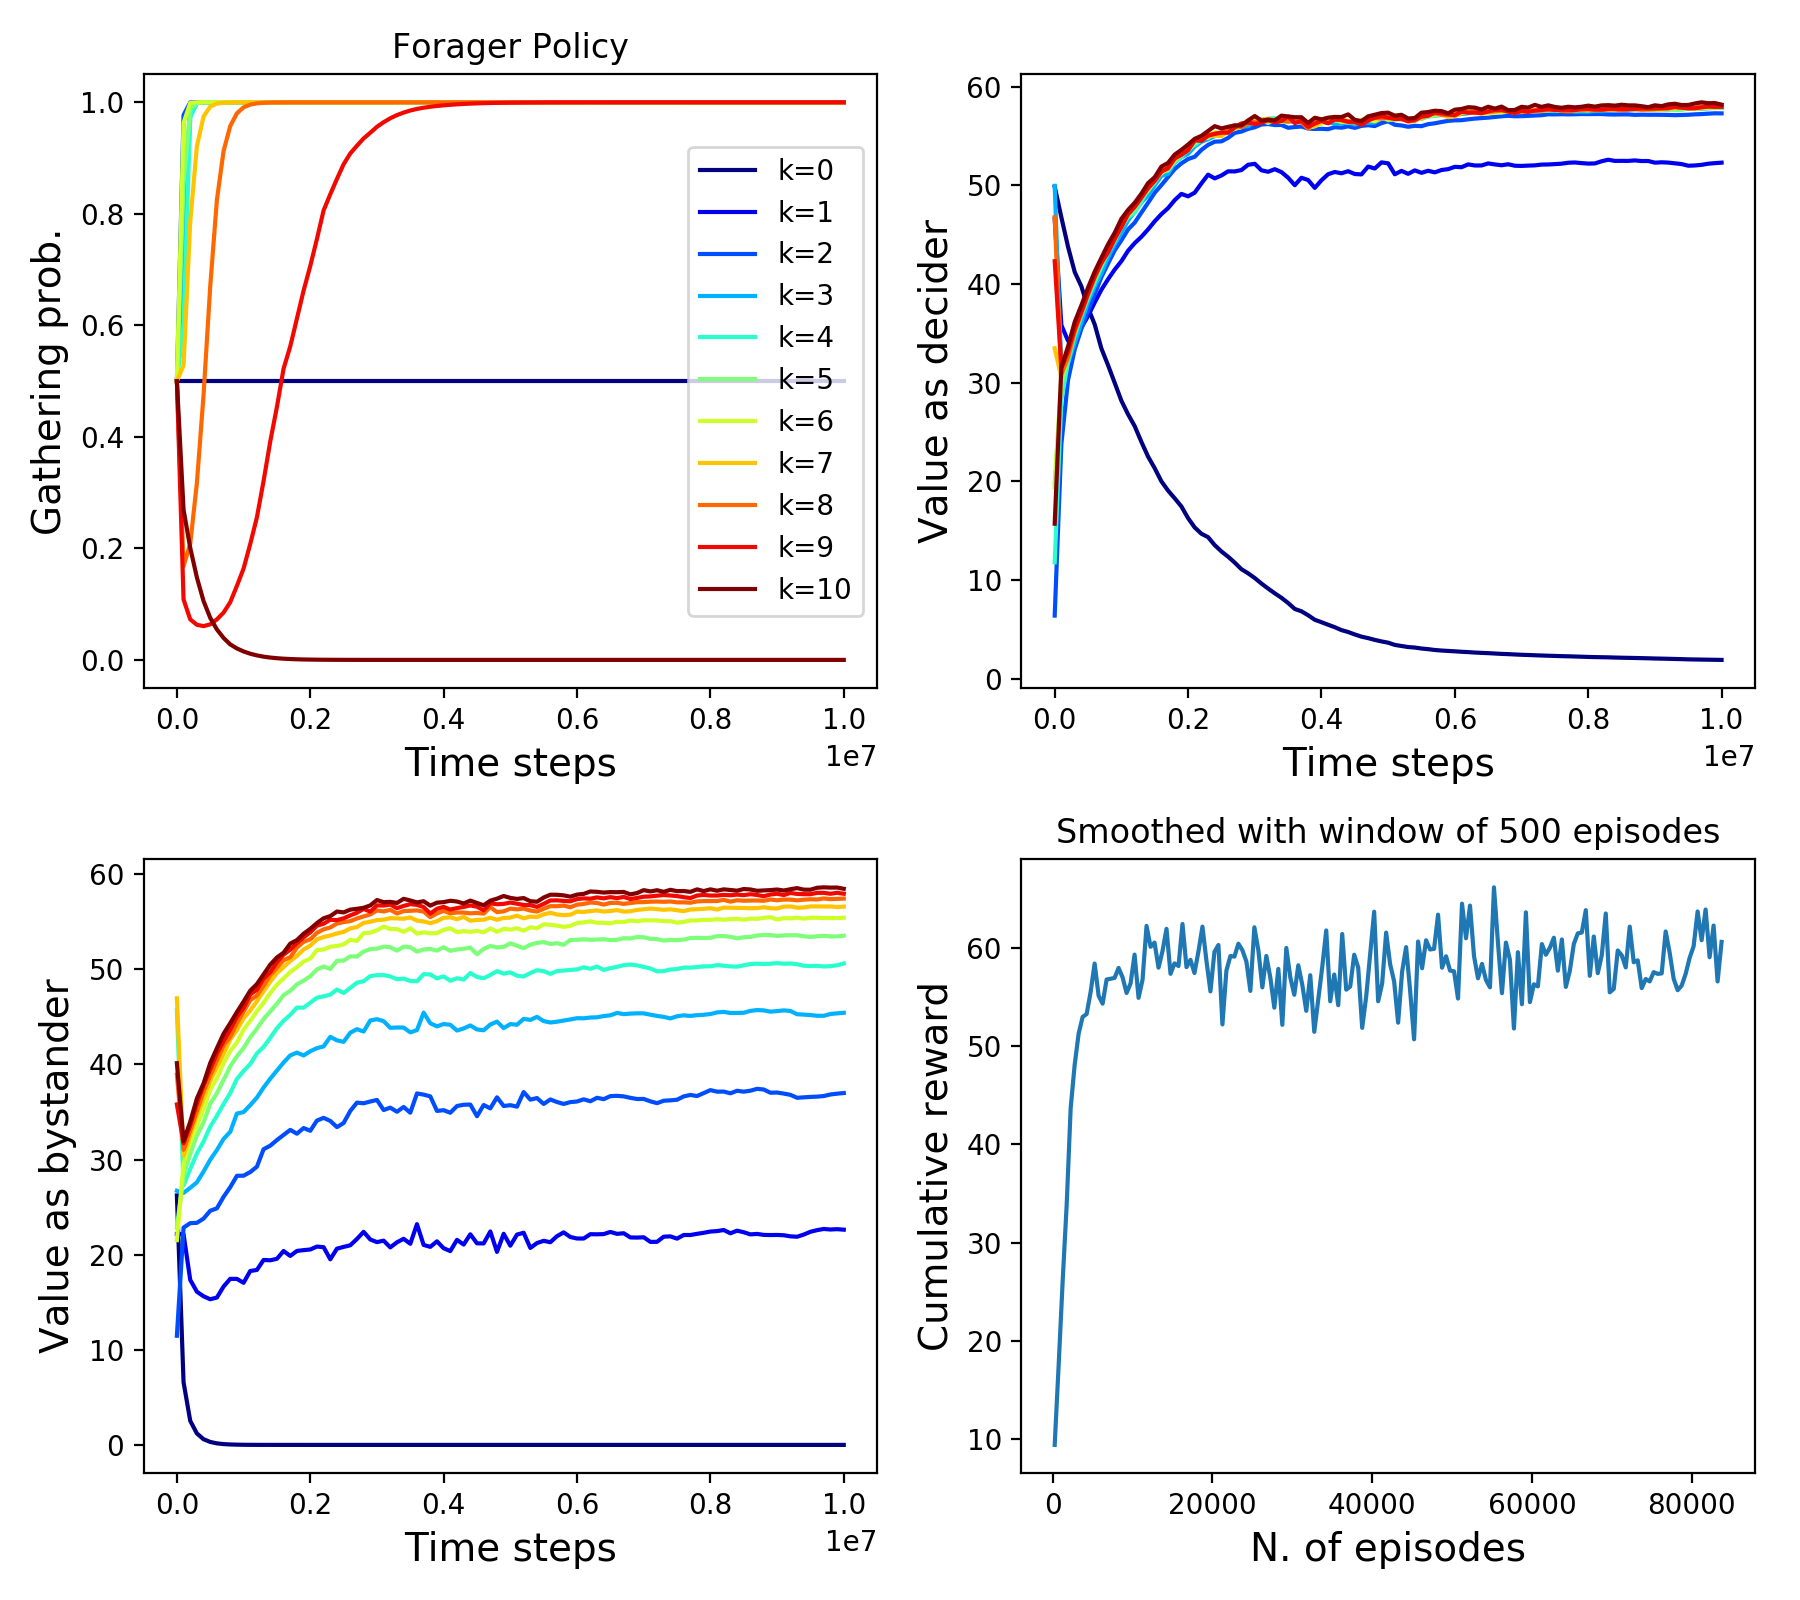 Forager Policy
Gathering prob.
1.0
0.8
0.6
0.4
0.2
0.0
k=0
k=1
k=2
k=3
k=4
k=5
k=6
k=7
k=8
k=9
k=10
0.0 0.2 0.4 0.6 0.8 1.0
1e7
Time steps
Value as decider
60
50
40
30
20
10
0
0.0 0.2 0.4 0.6 0.8 1.0
1e7
Time steps
Value as bystander
60
50
40
30
20
10
0
0.0 0.2 0.4 0.6 0.8 1.0
1e7
Time steps
Smoothed with window of 500 episodes
Cumulative reward
60
50
40
30
20
10
0 20000 40000 60000 80000
N. of episodes